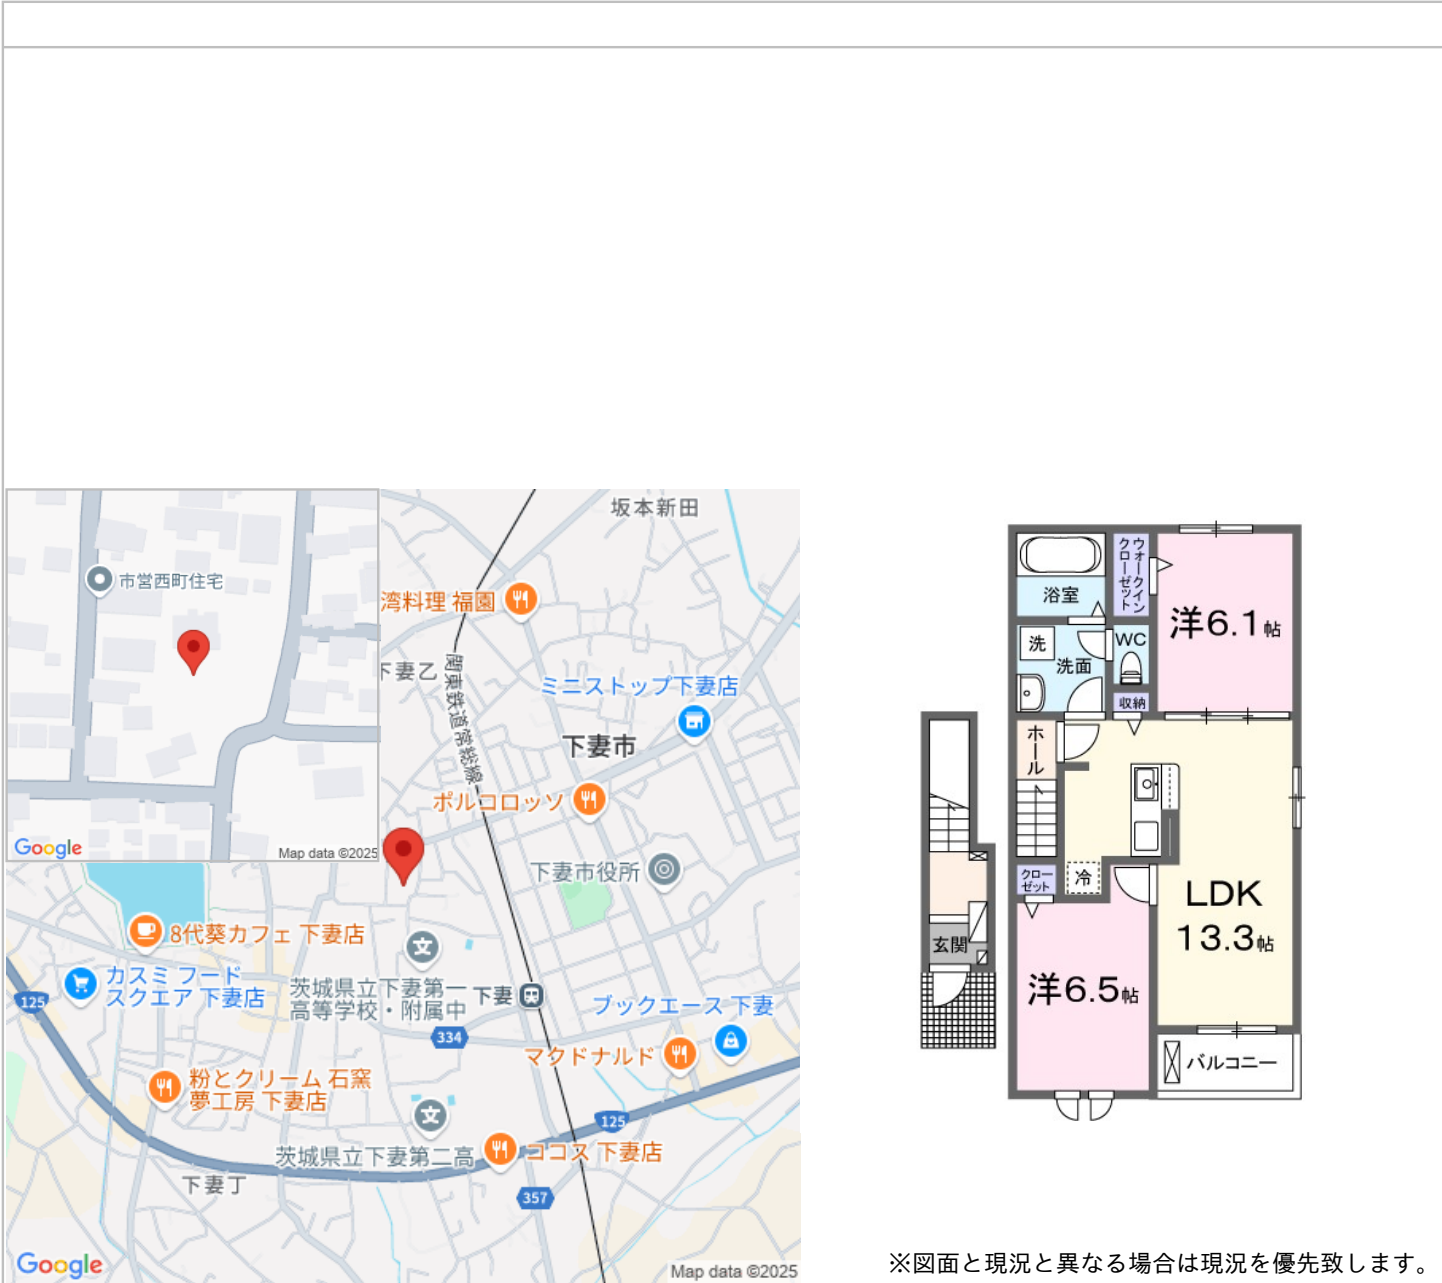 市営西町住宅
Google
Map data ©2025
坂本新田
湾料理 福園
下妻乙
関東鉄道常総線
ミニストップ下妻店
下妻市
ポルコロッソ
下妻市役所
8代葵カフェ 下妻店
カスミ フード
スクエア 下妻店
125
茨城県立下妻第一
高等学校・附属中
下妻
334
ブックエース 下妻
マクドナルド
粉とクリーム 石窯
夢工房 下妻店
125
茨城県立下妻第二高
ココス 下妻店
下妻丁
357
Google
Map data ©2025
浴室
ウォークイン
クローゼット
洋6.1帖
洗
洗面
WC
収納
ホール
クロー
ゼット
冷
LDK
13.3帖
玄関
洋6.5帖
バルコニー
※図面と現況と異なる場合は現況を優先致します。